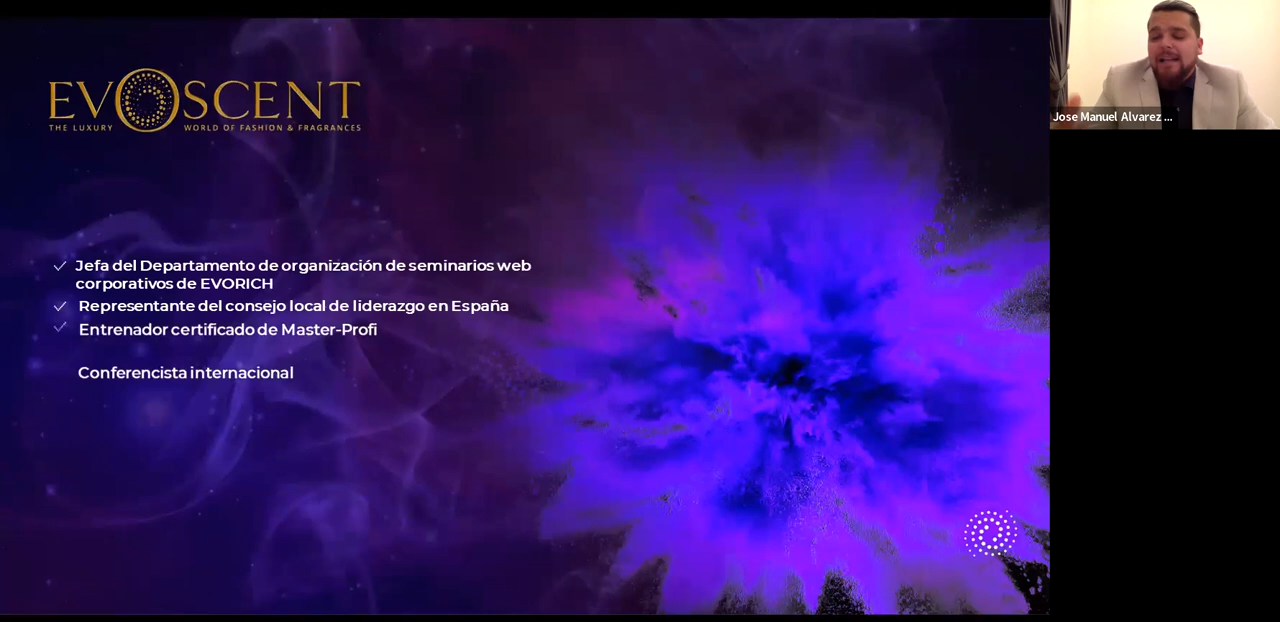 EVOSCENT
THE LUXURY WORLD OF FASHION & FRAGRANCES
Jose Manuel Alvarez ...
Jefa del Departamento de organización de seminarios web
corporativos de EVORICH
Representante del consejo local de liderazgo en España
Entrenador certificado de Master-Profi
Conferencista internacional